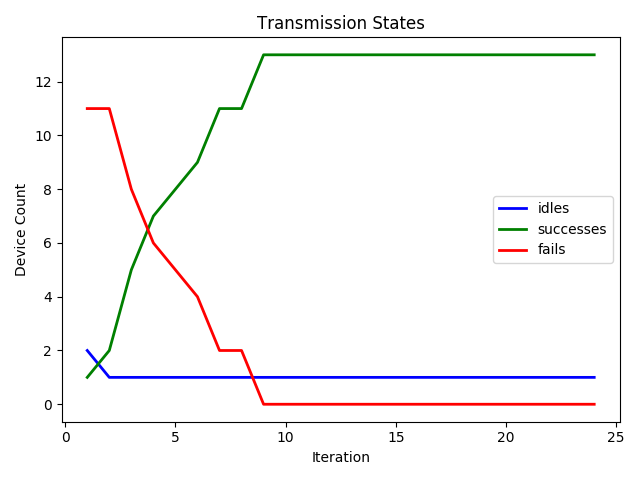 Transmission States
Device Count
12
10
8
6
4
2
0
idles
successes
fails
0 5 10 15 20 25
Iteration